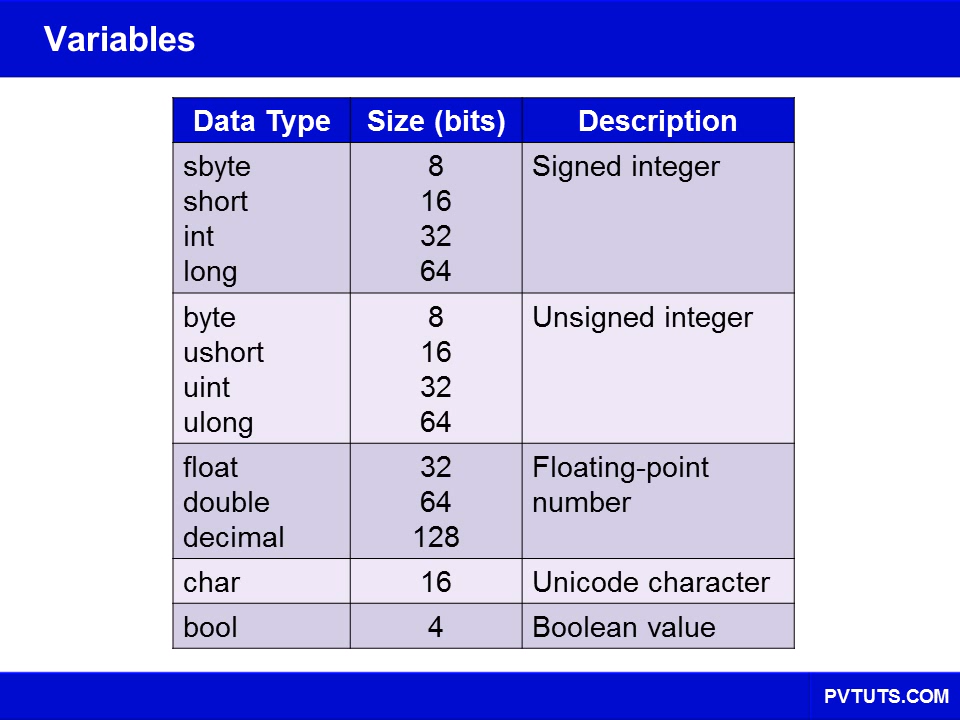 Variables
Data Type Size (bits) Description
sbyte 8 Signed integer
short 16
int 32
long 64
byte 8 Unsigned integer
ushort 16
uint 32
ulong 64
float 32 Floating-point
double 64 number
decimal 128
char 16 Unicode character
bool 4 Boolean value
PVTUTS.COM